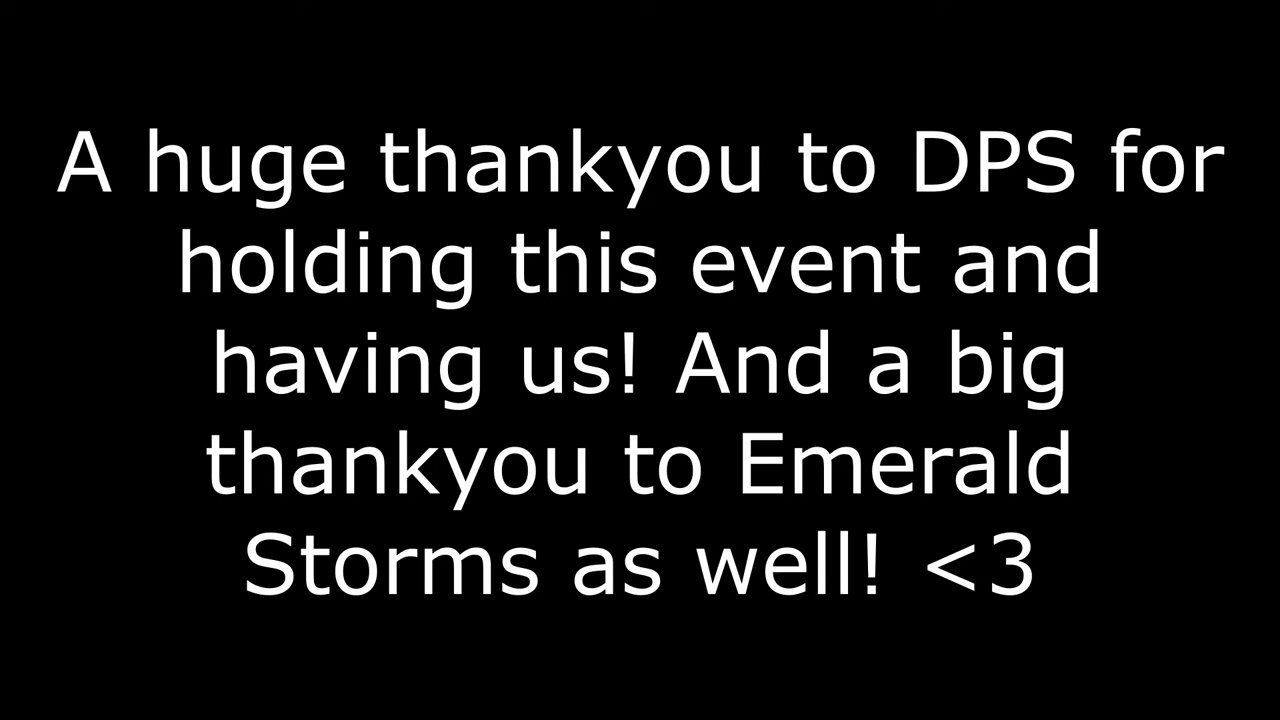 A huge thankyou to DPS for
holding this event and
having us! And a big
thankyou to Emerald
Storms as well! <3